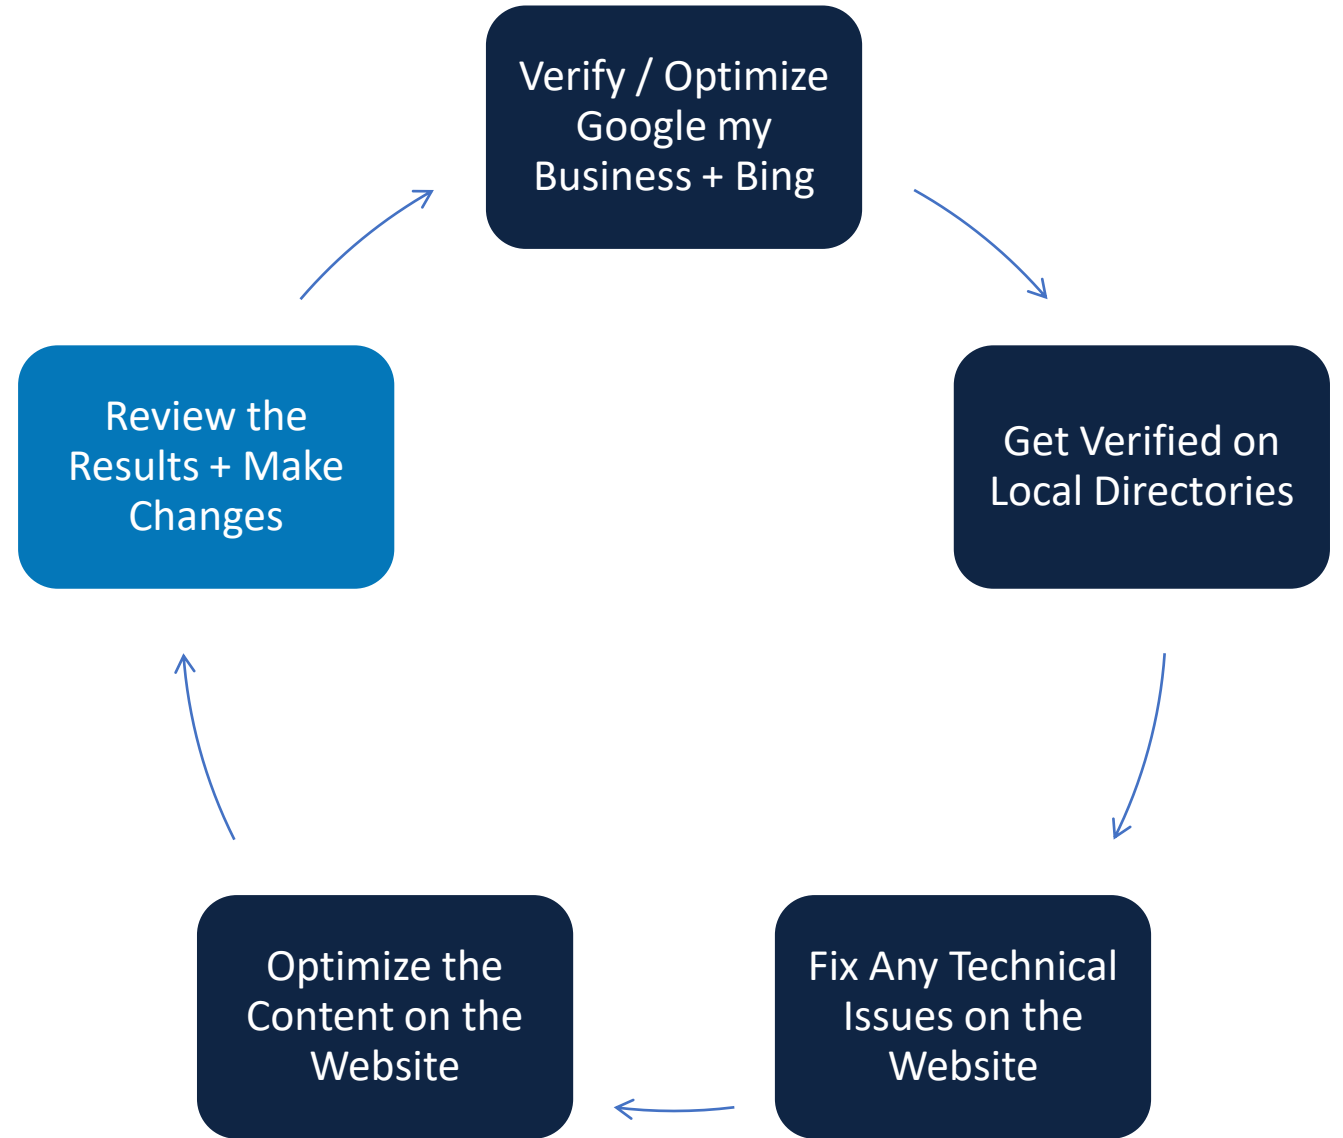 Verify / Optimize
Google my
Business + Bing
Get Verified on
Local Directories
Fix Any Technical
Issues on the
Website
Optimize the
Content on the
Website
Review the
Results + Make
Changes